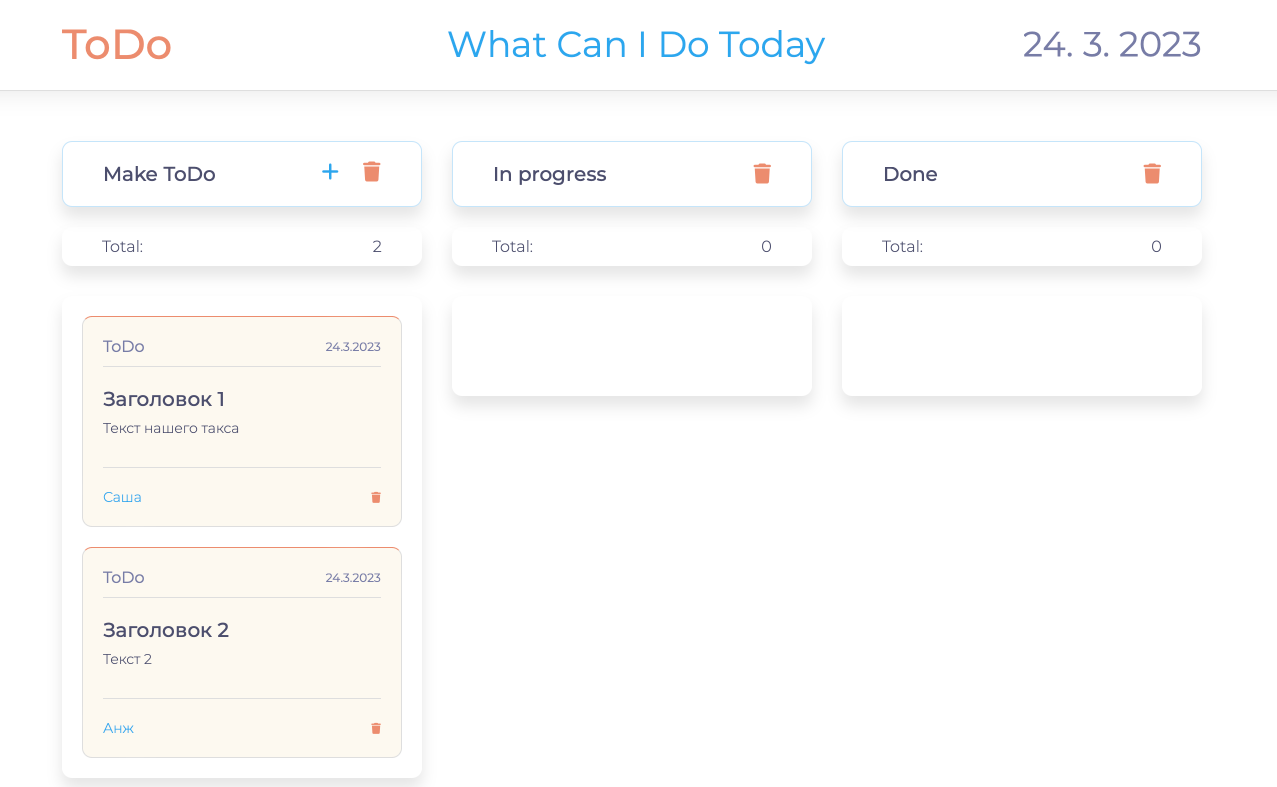 ToDo
What Can I Do Today
24. 3. 2023
Make ToDo
In progress
Done
Total: 2
Total: 0
Total: 0
ToDo 24.3.2023
Заголовок 1
Текст нашего такса
Саша
ToDo 24.3.2023
Заголовок 2
Текст 2
Анж